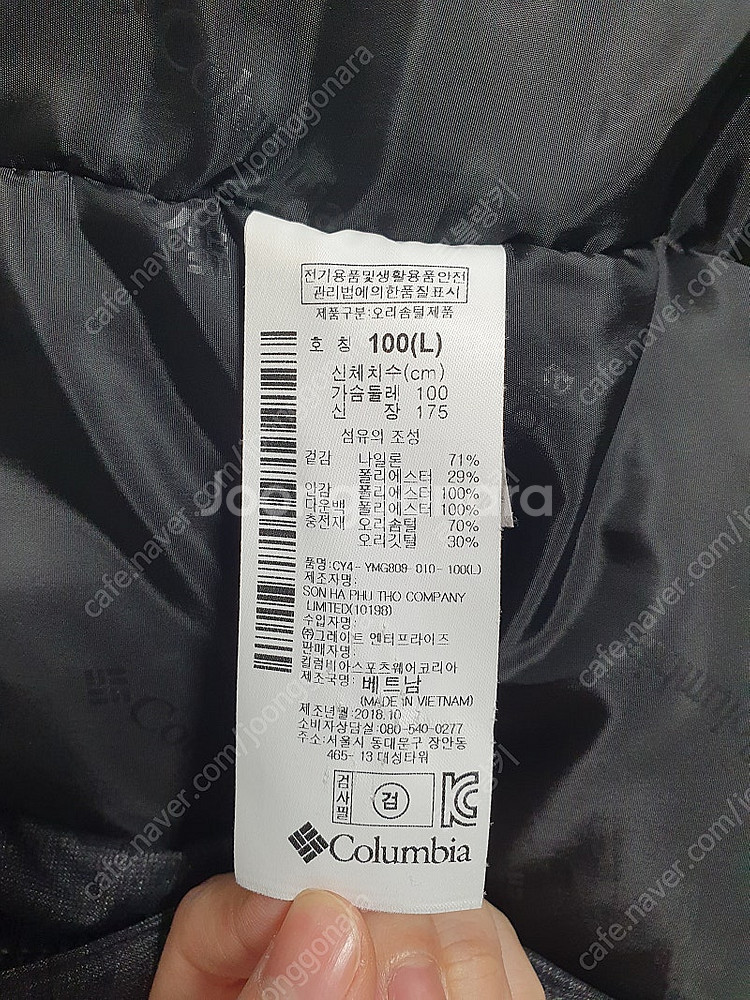 전기용품및생활용품안전
관리법에의한품질표시
제품구분:오리솜털제품
호 칭 100(L)
신체치수(cm)
가슴둘레 100
신 장 175
섬유의 조성
겉감 나일론 71%
폴리에스터 29%
안감 폴리에스터 100%
다운백 폴리에스터 100%
충전재 오리솜털 70%
오리깃털 30%
품명:CY4-YMG809-010-100(L)
제조자명:
SON HA PHU THO COMPANY
LIMITED(10198)
수입자명:
㈜그레이트 엔터프라이즈
판매자명:
컬럼비아스포츠웨어코리아
제조국명: 베트남
(MADE IN VIETNAM)
제조년월:2018.10
소비자상담실:080-540-0277
주소:서울시 동대문구 장안동
465-13 대성타워
검사필
검
Columbia
Joonggonara
cafe.naver.com/joonggonara